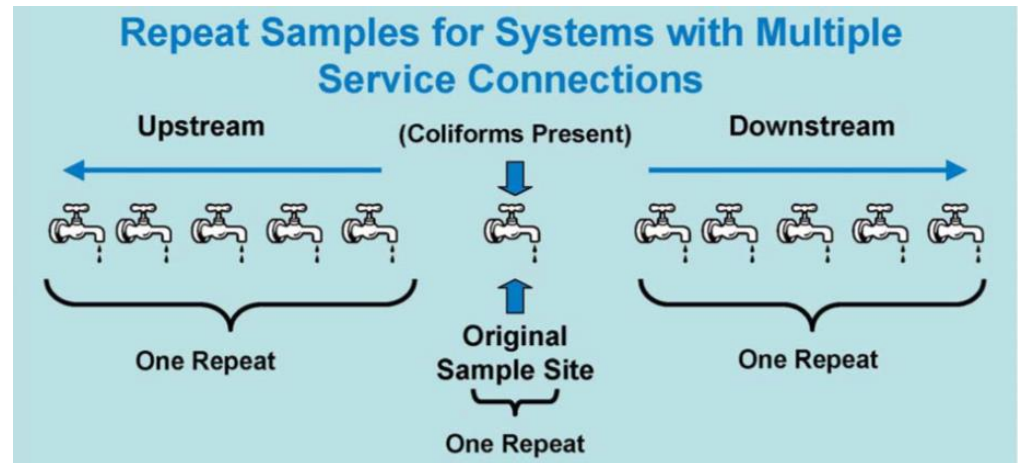 Repeat Samples for Systems with Multiple
Service Connections
Upstream
(Coliforms Present)
Downstream
Original
Sample Site
One Repeat
One Repeat
One Repeat